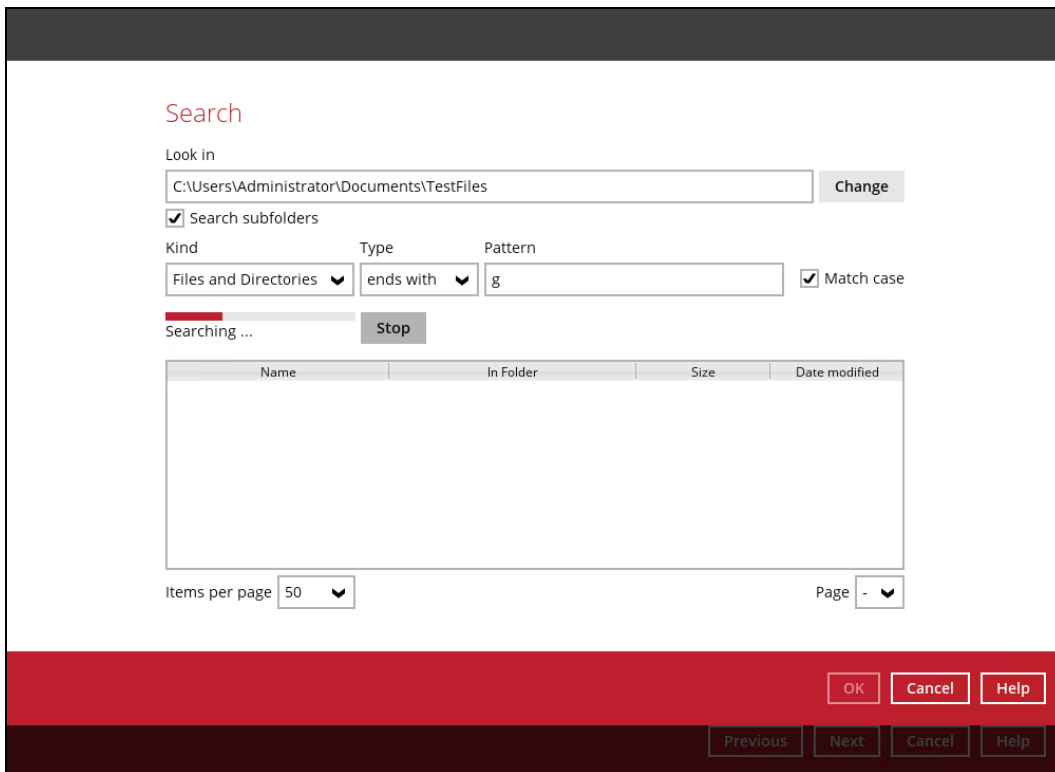 Search
Look in
C:\Users\Administrator\Documents\TestFiles Change
Search subfolders
Kind Type Pattern
Files and Directories ends with g Match case
Searching ... Stop
Name In Folder Size Date modified
Items per page 50 Page -
OK Cancel Help
Previous Next Cancel Help